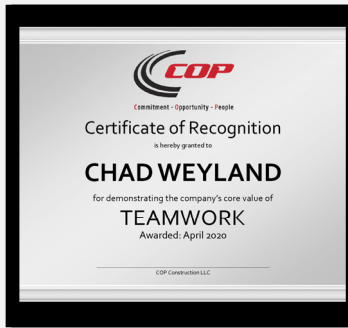 COP
Commitment - Opportunity - People
Certificate of Recognition
is hereby granted to
CHAD WEYLAND
for demonstrating the company's core value of
TEAMWORK
Awarded: April 2020
COP Construction LLC